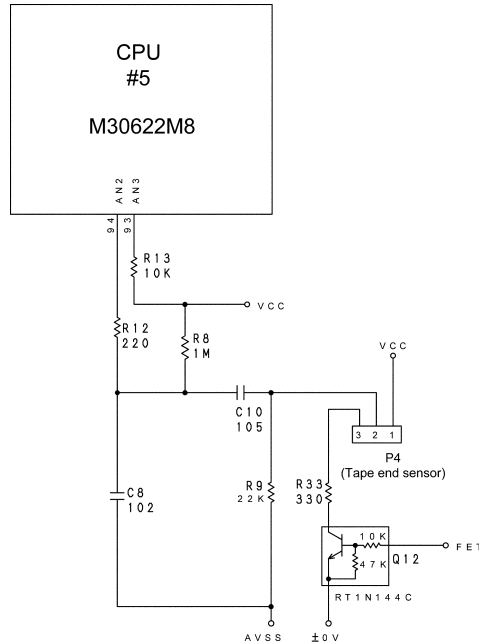 CPU
#5
M30622M8
AN2
AN3
94
93
R13
10K
VCC
R12
220
R8
1M
VCC
C10
105
3 2 1
P4
(Tape end sensor)
R9
22K
R33
330
C8
102
10K
47K
Q12
FET
RT1N144C
AVSS
±0V